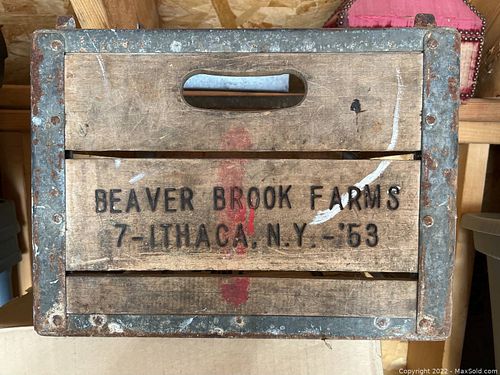 BEAVER BROOK FARMS
7-ITHACA, N.Y.-'53
Copyright 2022 - MaxSold.com